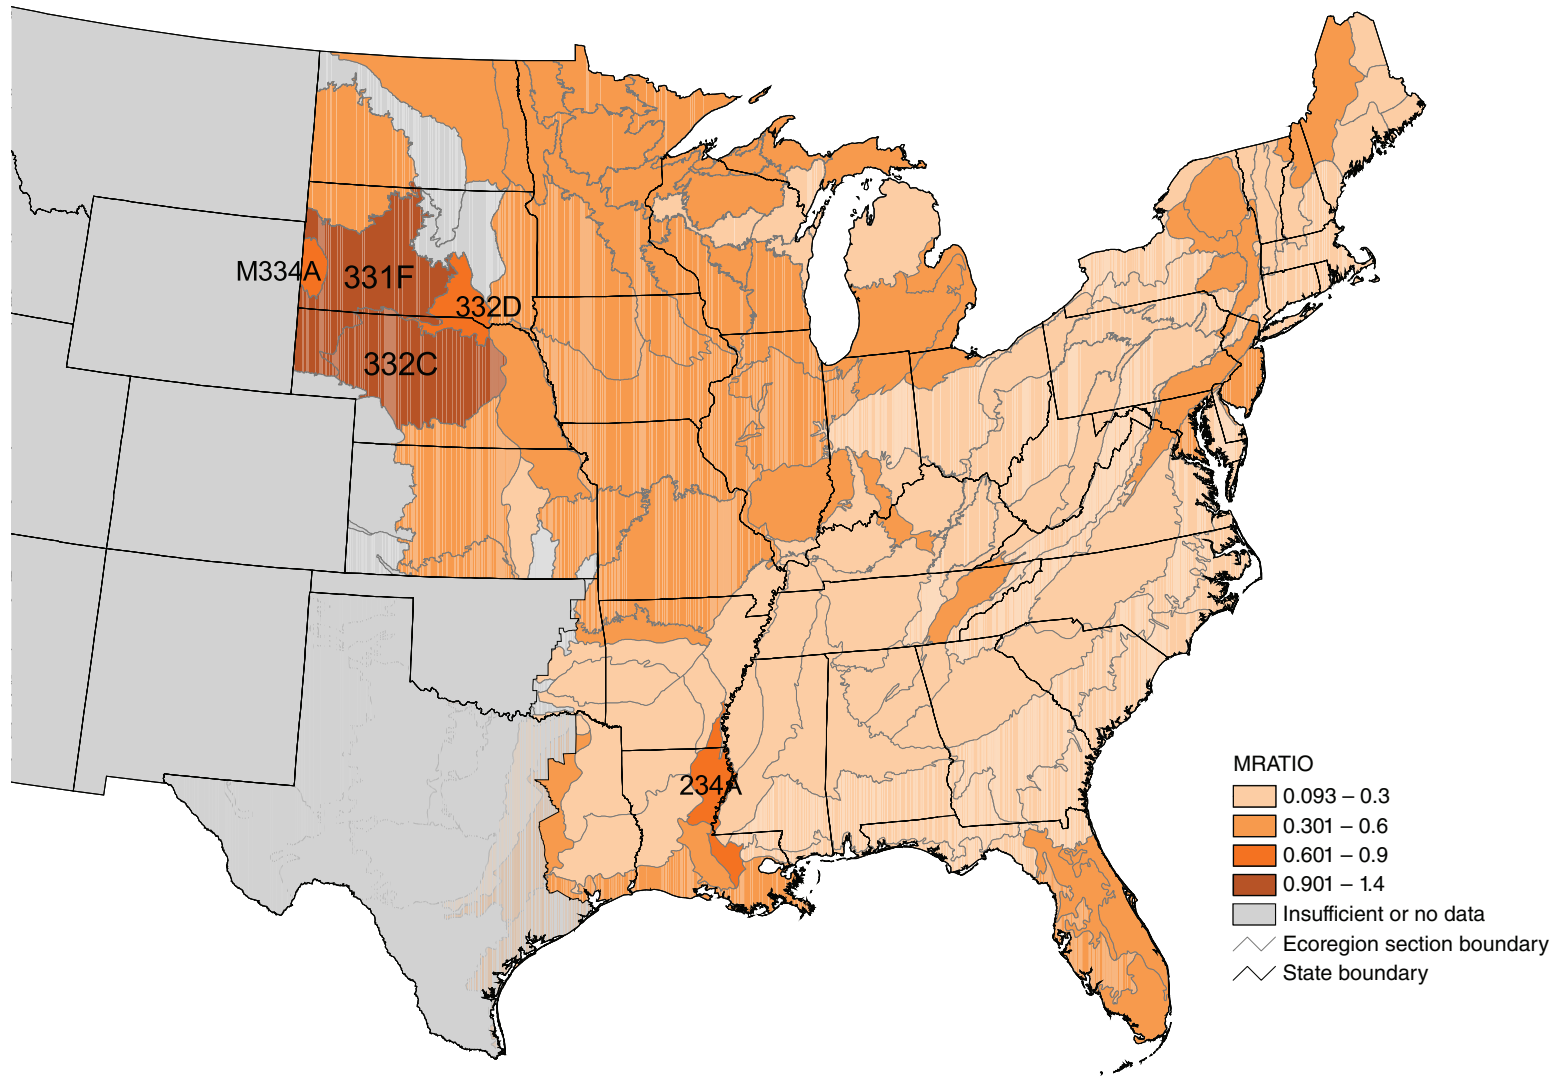 M334A
331F
332D
332C
234A
MRATIO
0.093 – 0.3
0.301 – 0.6
0.601 – 0.9
0.901 – 1.4
Insufficient or no data
Ecoregion section boundary
State boundary